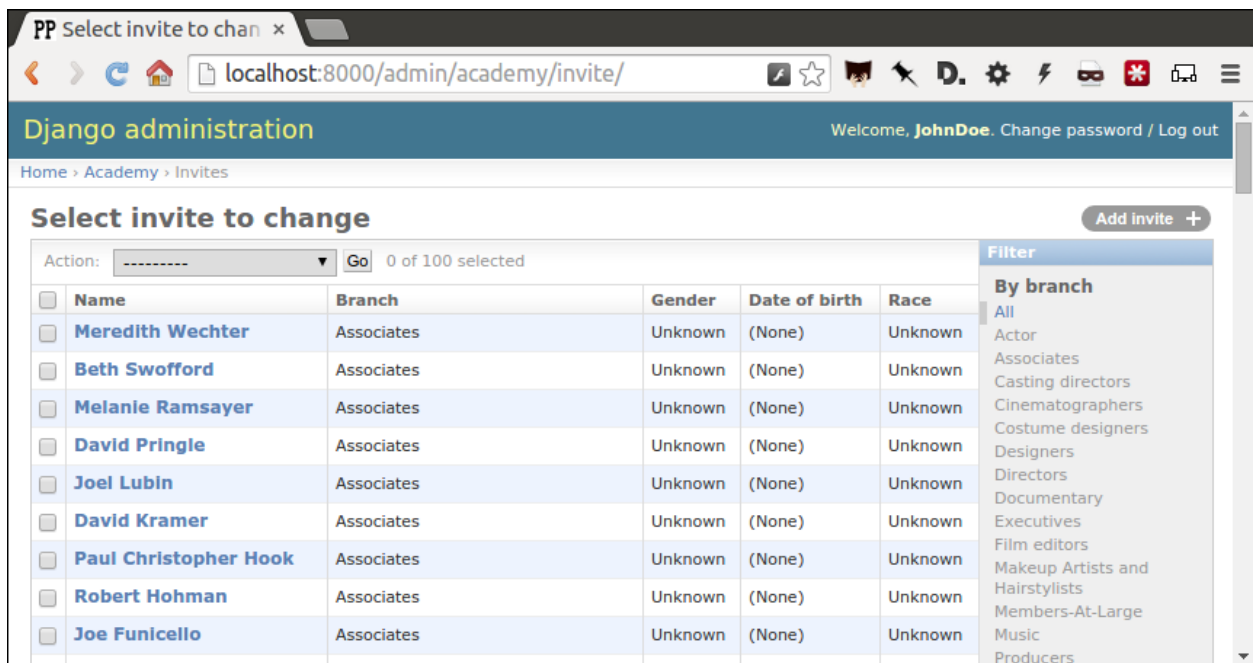 PP Select invite to chan ×
localhost:8000/admin/academy/invite/
D.
Django administration
Welcome, JohnDoe. Change password / Log out
Home › Academy › Invites
Select invite to change
Add invite +
Action: --------- Go 0 of 100 selected
Name Branch Gender Date of birth Race
Meredith Wechter Associates Unknown (None) Unknown
Beth Swofford Associates Unknown (None) Unknown
Melanie Ramsayer Associates Unknown (None) Unknown
David Pringle Associates Unknown (None) Unknown
Joel Lubin Associates Unknown (None) Unknown
David Kramer Associates Unknown (None) Unknown
Paul Christopher Hook Associates Unknown (None) Unknown
Robert Hohman Associates Unknown (None) Unknown
Joe Funicello Associates Unknown (None) Unknown
Filter
By branch
All
Actor
Associates
Casting directors
Cinematographers
Costume designers
Designers
Directors
Documentary
Executives
Film editors
Makeup Artists and
Hairstylists
Members-At-Large
Music
Producers